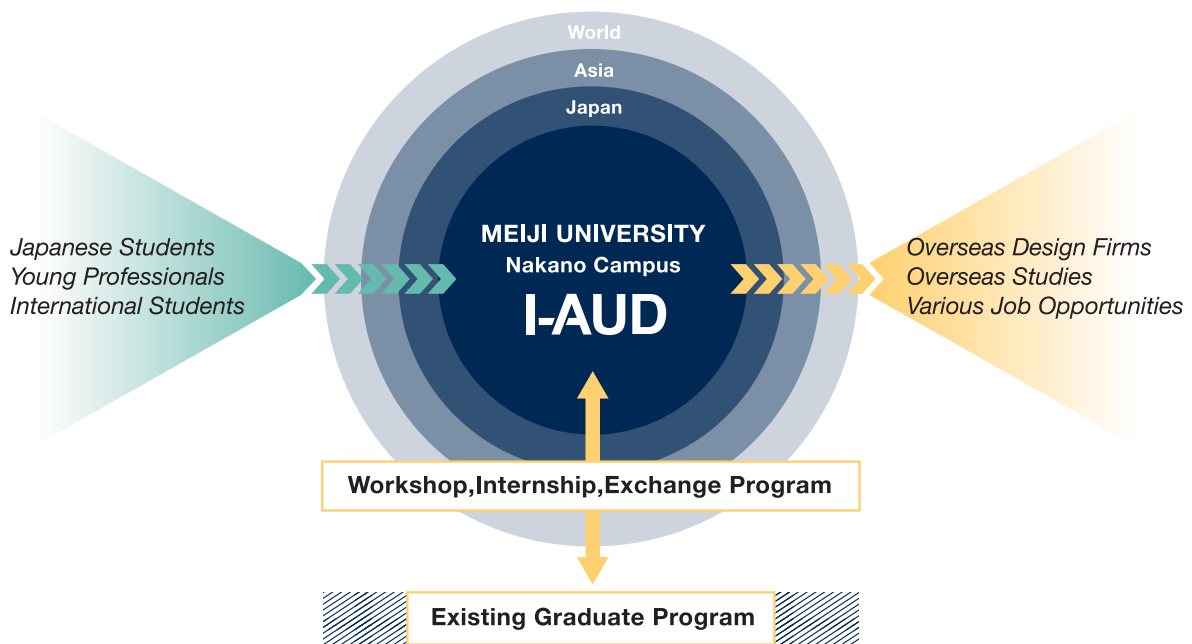 World
Asia
Japan
MEIJI UNIVERSITY
Nakano Campus
I-AUD
Japanese Students
Young Professionals
International Students
Overseas Design Firms
Overseas Studies
Various Job Opportunities
Workshop,Internship,Exchange Program
Existing Graduate Program